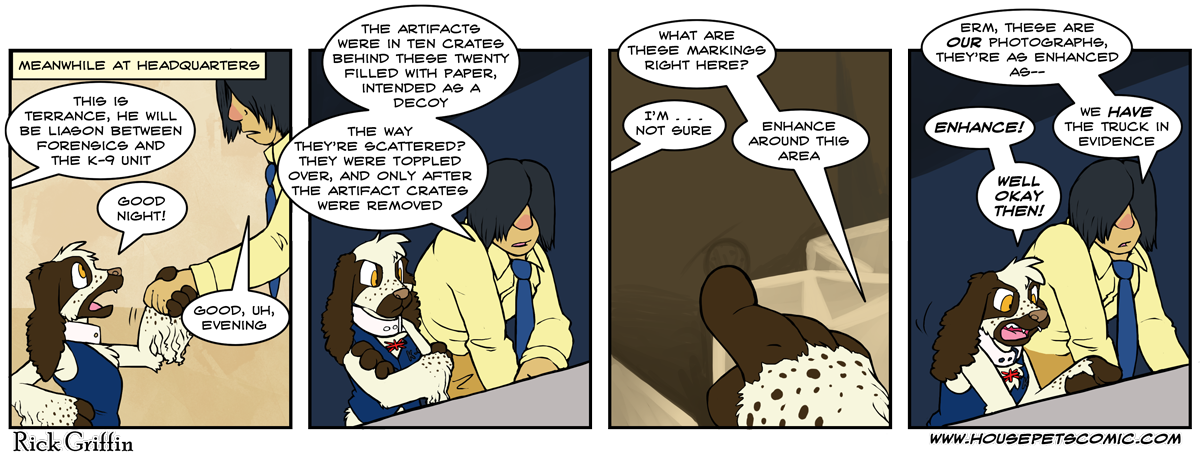 MEANWHILE AT HEADQUARTERS
THIS IS
TERRANCE, HE WILL
BE LIASON BETWEEN
FORENSICS AND
THE K-9 UNIT
GOOD
NIGHT!
GOOD, UH,
EVENING
THE ARTIFACTS
WERE IN TEN CRATES
BEHIND THESE TWENTY
FILLED WITH PAPER,
INTENDED AS A
DECOY
THE WAY
THEY'RE SCATTERED?
THEY WERE TOPPLED
OVER, AND ONLY AFTER
THE ARTIFACT CRATES
WERE REMOVED
WHAT ARE
THESE MARKINGS
RIGHT HERE?
I'M . . .
NOT SURE
ENHANCE
AROUND THIS
AREA
ERM, THESE ARE
OUR PHOTOGRAPHS,
THEY'RE AS ENHANCED
AS--
WE HAVE
THE TRUCK IN
EVIDENCE
ENHANCE!
WELL
OKAY
THEN!
Rick Griffin
WWW.HOUSEPETSCOMIC.COM